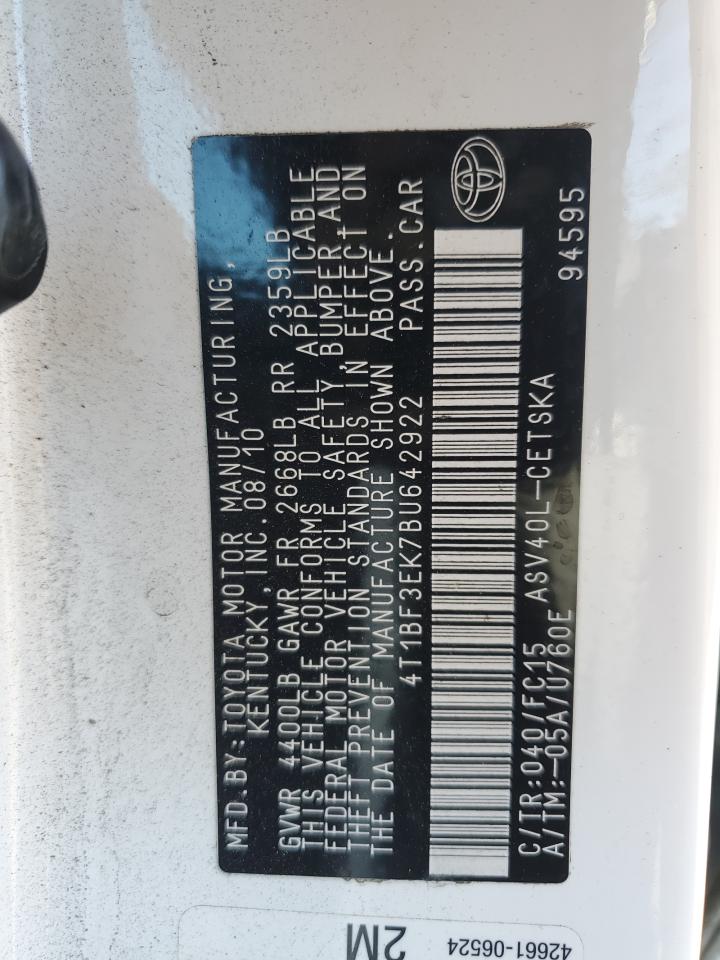 MFD.BY:TOYOTA MOTOR MANUFACTURING,
KENTUCKY,INC.08/10
GVWR 4400LB GAWR FR 2668LB RR 2359LB
THIS VEHICLE CONFORMS TO ALL APPLICABLE
FEDERAL MOTOR VEHICLE SAFETY,BUMPER,AND
THEFT PREVENTION STANDARDS IN EFFECT ON
THE DATE OF MANUFACTURE SHOWN ABOVE.
4T1BF3EK7BU642922 PASS.CAR
C/TR:040/FC15 ASV40L-CETSKA
A/TM:-05A/U760E 94595
42661-06524
2M